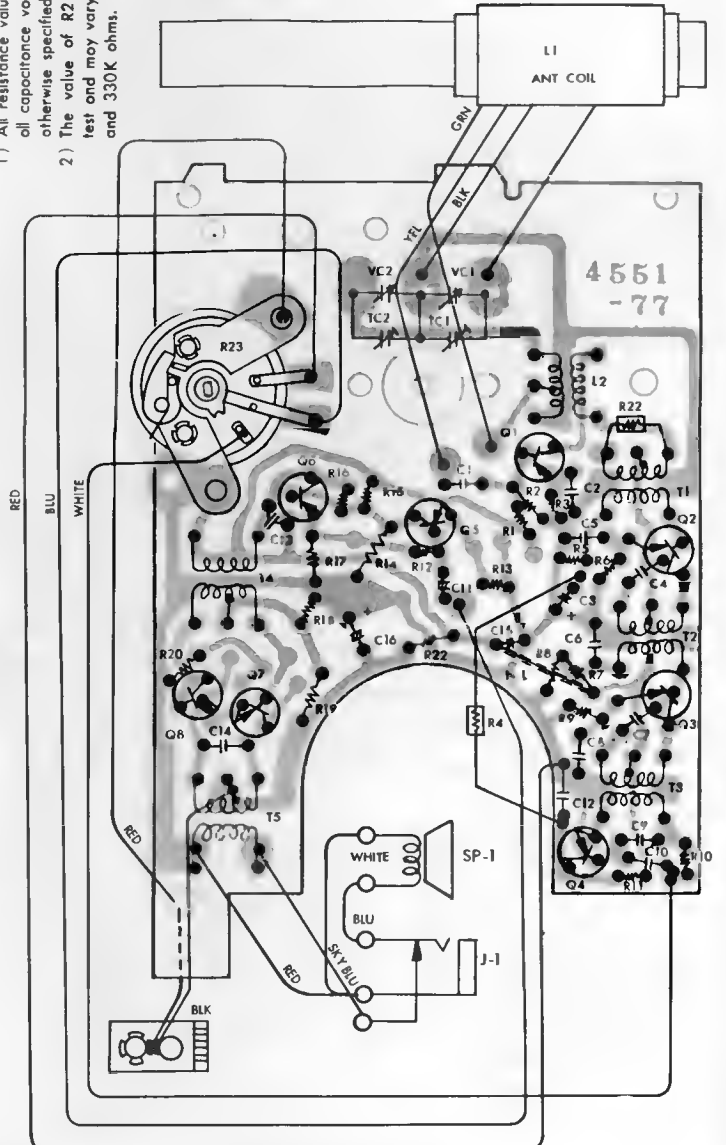 1) All resistance valu
all capacitance va
otherwise specified
2) The value of R2
test and may vary
and 330K ohms.
L1
ANT COIL
GRN
YEL
BLK
RED
BLU
WHITE
4551
-77
VC2
VC1
TC2
TC1
R23
L2
R22
Q1
Q6
R16
R15
C1
R2
R3
C2
T1
Q2
C13
Q5
R1
C5
R5
R6
R17
R14
R12
C11
R13
C4
C3
R18
+
C16
R22
C15
C6
T2
R20
Q7
R19
R8
R7
Q8
C14
R4
R9
Q3
C8
T5
C12
T3
C9
C10
R10
Q4
R11
RED
WHITE
SP-1
BLU
RED
SKY BLU
J-1
BLK